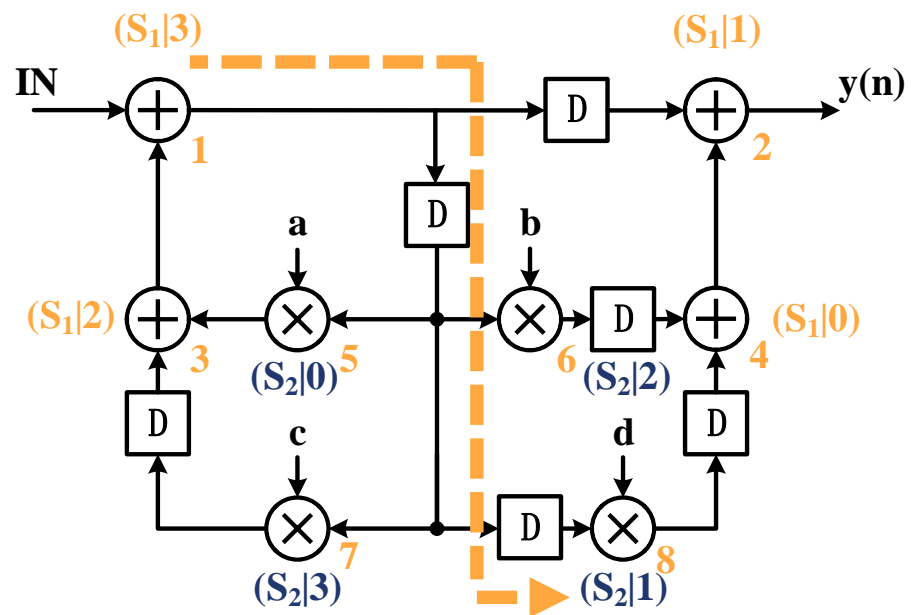 (S₁|3) (S₁|1)
IN y(n)
D
1 2
D
a b
(S₁|2) D (S₁|0)
3 5 6 4
(S₂|0) (S₂|2)
D D
c d
D
7 8
(S₂|3) (S₂|1)